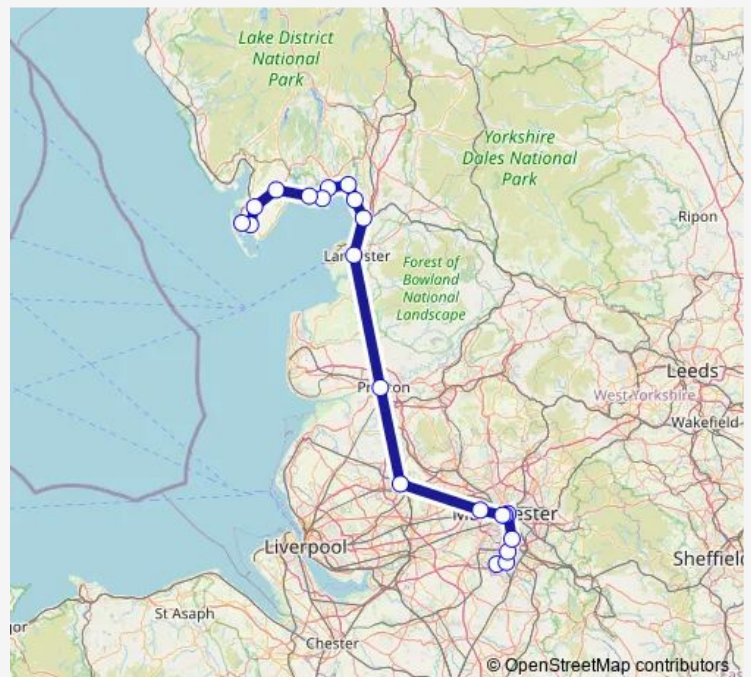 Lake District
National
Park
Yorkshire
Dales National
Park
Ripon
Forest of
Bowland
National
Landscape
Leeds
West Yorkshire
Wakefield
Liverpool
St Asaph
Chester
© OpenStreetMap contributors